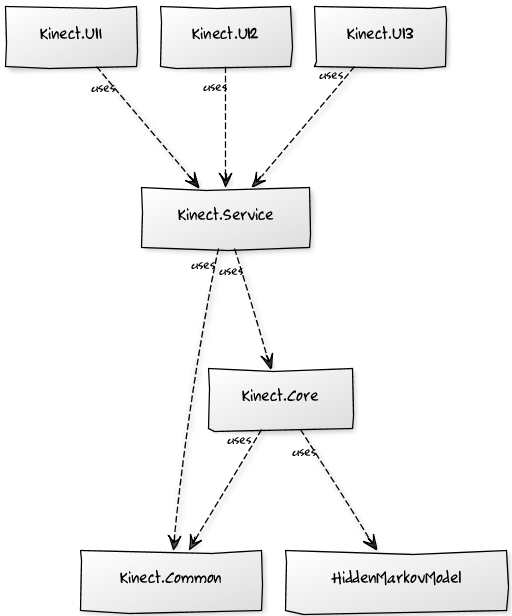 Kinect.UI1
Kinect.UI2
Kinect.UI3
uses
uses
uses
Kinect.Service
uses
uses
Kinect.Core
uses
uses
Kinect.Common
HiddenMarkovModel